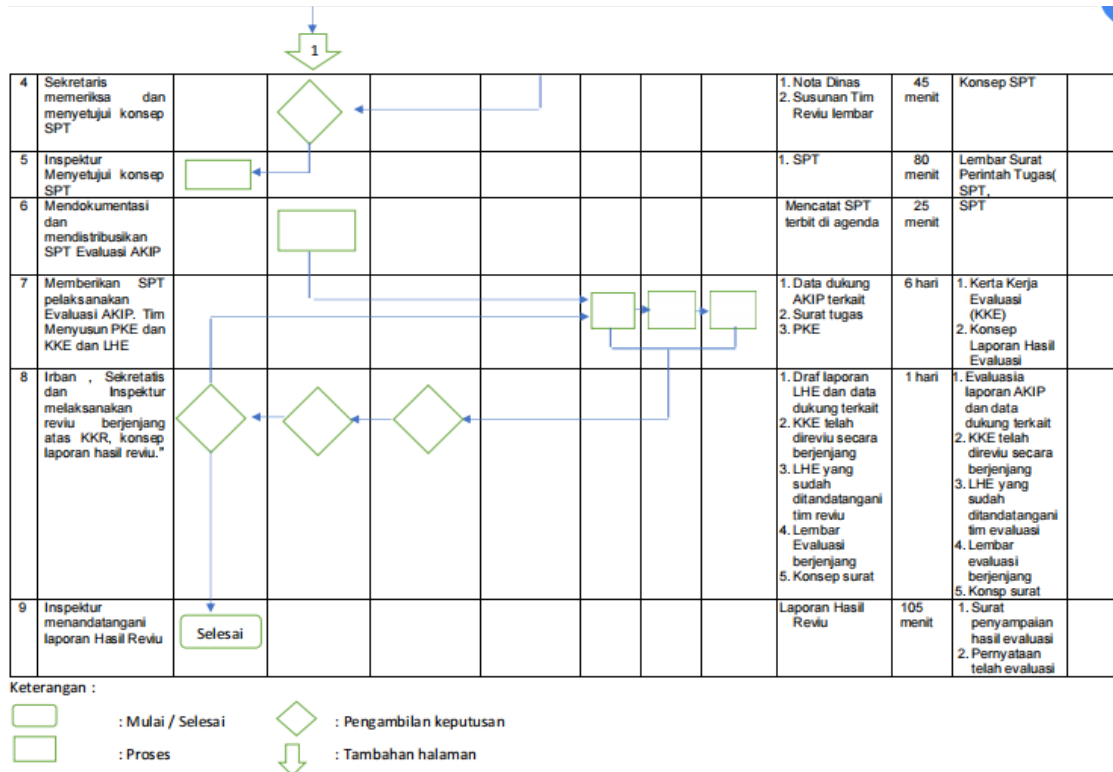 1
4
Sekretaris
memeriksa dan
menyetujui konsep
SPT
1. Nota Dinas
2. Susunan Tim
Reviu lembar
45
menit
Konsep SPT
5
Inspektur
Menyetujui konsep
SPT
1. SPT
80
menit
Lembar Surat
Perintah Tugas(
SPT,
6
Mendokumentasi
dan
mendistribusikan
SPT Evaluasi AKIP
Mencatat SPT
terbit di agenda
25
menit
SPT
7
Memberikan SPT
pelaksanakan
Evaluasi AKIP. Tim
Menyusun PKE dan
KKE dan LHE
1. Data dukung
AKIP terkait
2. Surat tugas
3. PKE
6 hari
1. Kerta Kerja
Evaluasi
(KKE)
2. Konsep
Laporan Hasil
Evaluasi
8
Irban , Sekretatis
dan Inspektur
melaksanakan
reviu berjenjang
atas KKR, konsep
laporan hasil reviu."
1. Draf laporan
LHE dan data
dukung terkait
2. KKE telah
direviu secara
berjenjang
3. LHE yang
sudah
ditandatangani
tim reviu
4. Lembar
Evaluasi
berjenjang
5. Konsep surat
1 hari
1. Evaluasia
laporan AKIP
dan data
dukung terkait
2. KKE telah
direviu secara
berjenjang
3. LHE yang
sudah
ditandatangani
tim evaluasi
4. Lembar
evaluasi
berjenjang
5. Konsp surat
9
Inspektur
menandatangani
laporan Hasil Reviu
Selesai
Laporan Hasil
Reviu
105
menit
1. Surat
penyampaian
hasil evaluasi
2. Pernyataan
telah evaluasi
Keterangan :
: Mulai / Selesai
: Pengambilan keputusan
: Proses
: Tambahan halaman